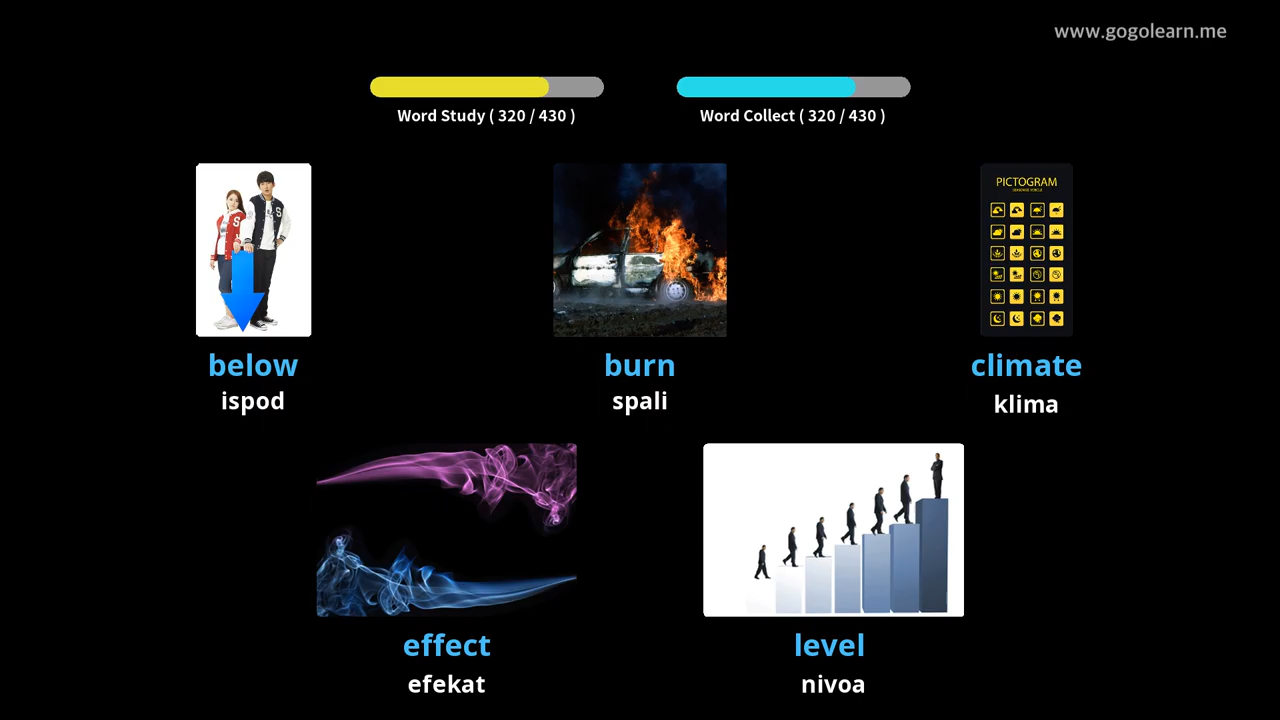 www.gogolearn.me
Word Study ( 320 / 430 )
Word Collect ( 320 / 430 )
PICTOGRAM
below
ispod
burn
spali
climate
klima
effect
efekat
level
nivoa